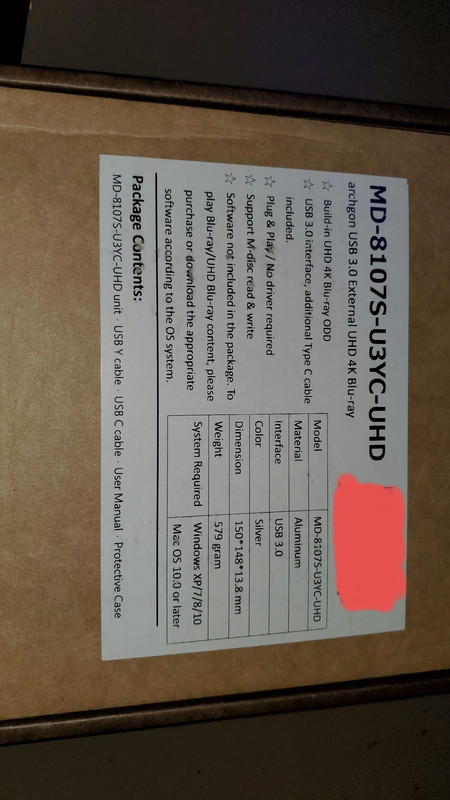 MD-8107S-U3YC-UHD
archgon USB 3.0 External UHD 4K Blu-ray
☆ Build-in UHD 4K Blu-ray ODD
☆ USB 3.0 interface, additional Type C cable
included.
☆ Plug & Play / No driver required
☆ Support M-disc read & write
☆ Software not included in the package. To
play Blu-ray/UHD Blu-ray content, please
purchase or download the appropriate
software according to the OS system.
Model MD-8107S-U3YC-UHD
Material Aluminum
Interface USB 3.0
Color Silver
Dimension 150*148*13.8 mm
Weight 579 gram
System Required Windows XP/7/8/10
Mac OS 10.0 or later
Package Contents:
MD-8107S-U3YC-UHD unit · USB Y cable · USB C cable · User Manual · Protective Case